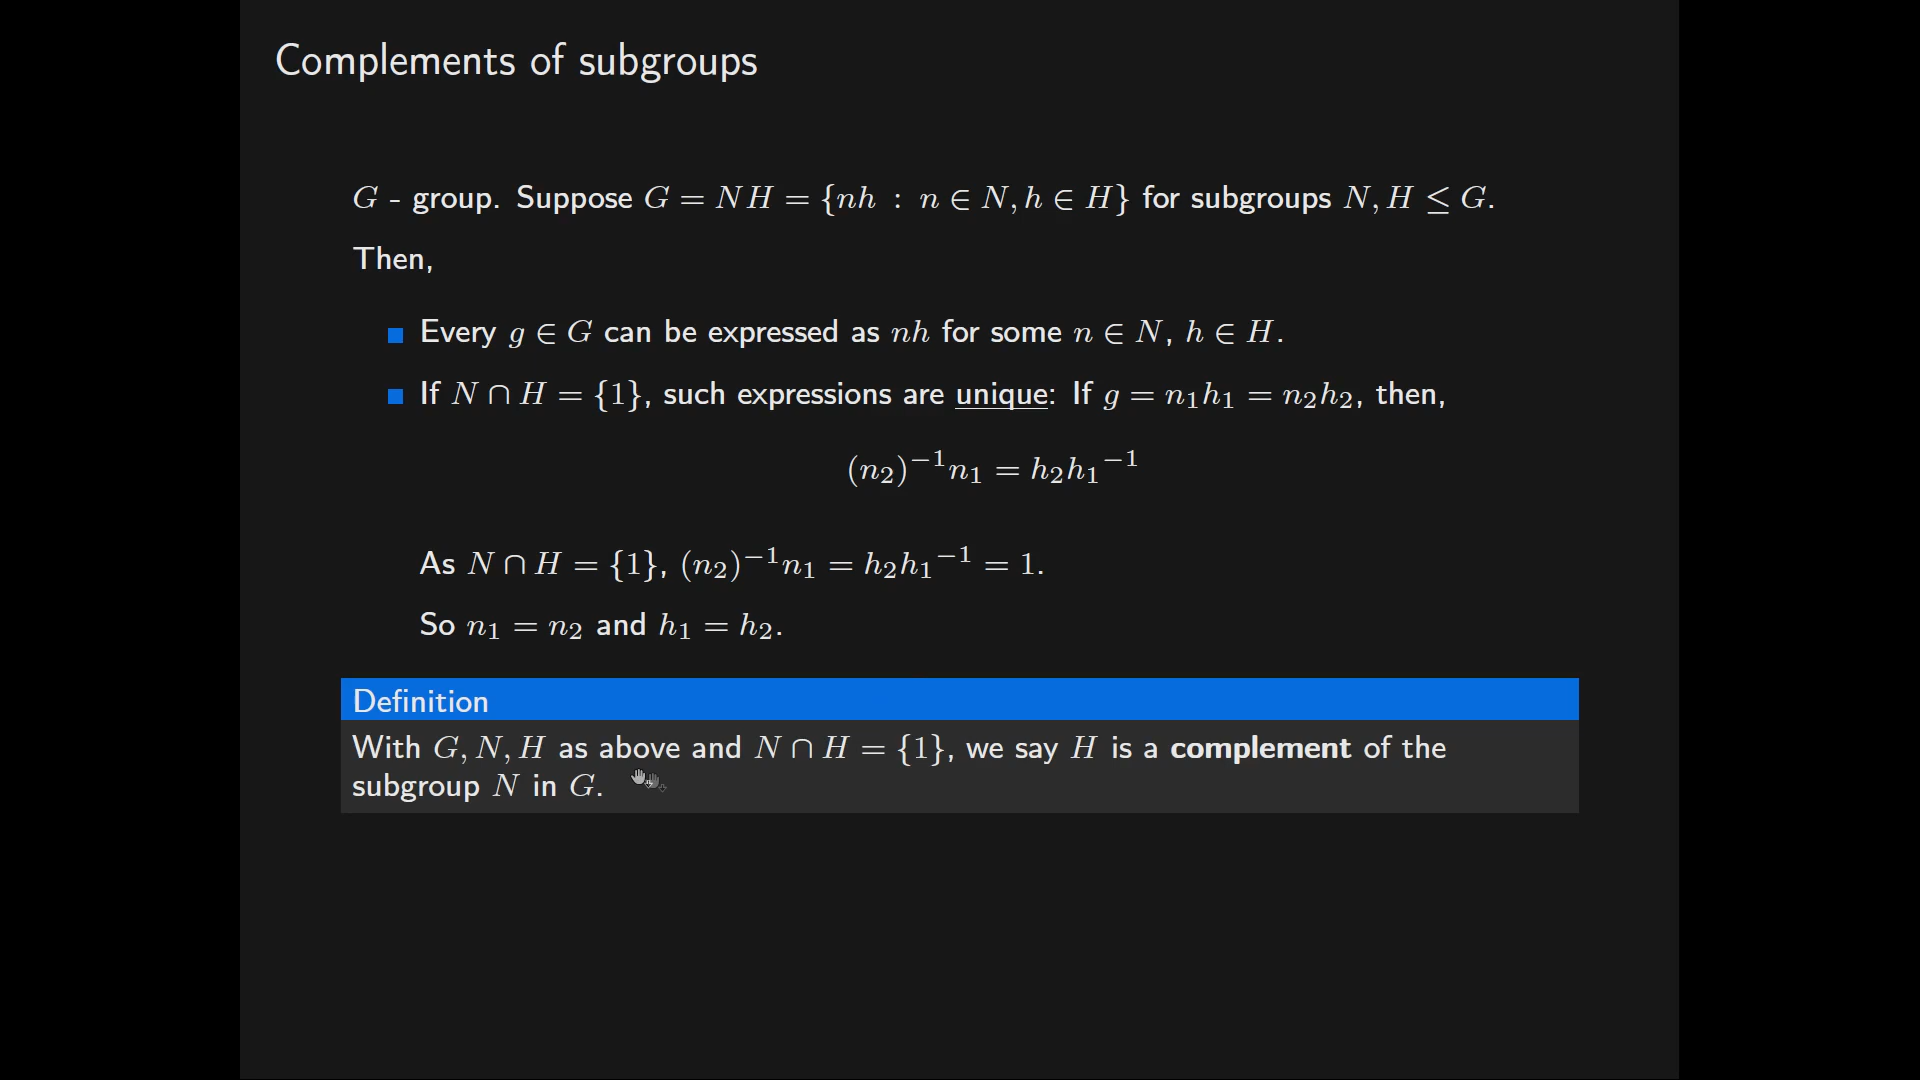 Complements of subgroups
G - group. Suppose G = NH = {nh : n ∈ N, h ∈ H} for subgroups N, H ≤ G.
Then,
Every g ∈ G can be expressed as nh for some n ∈ N, h ∈ H.
If N ∩ H = {1}, such expressions are unique: If g = n₁h₁ = n₂h₂, then,
(n₂)⁻¹n₁ = h₂h₁⁻¹
As N ∩ H = {1}, (n₂)⁻¹n₁ = h₂h₁⁻¹ = 1.
So n₁ = n₂ and h₁ = h₂.
Definition
With G, N, H as above and N ∩ H = {1}, we say H is a complement of the
subgroup N in G.